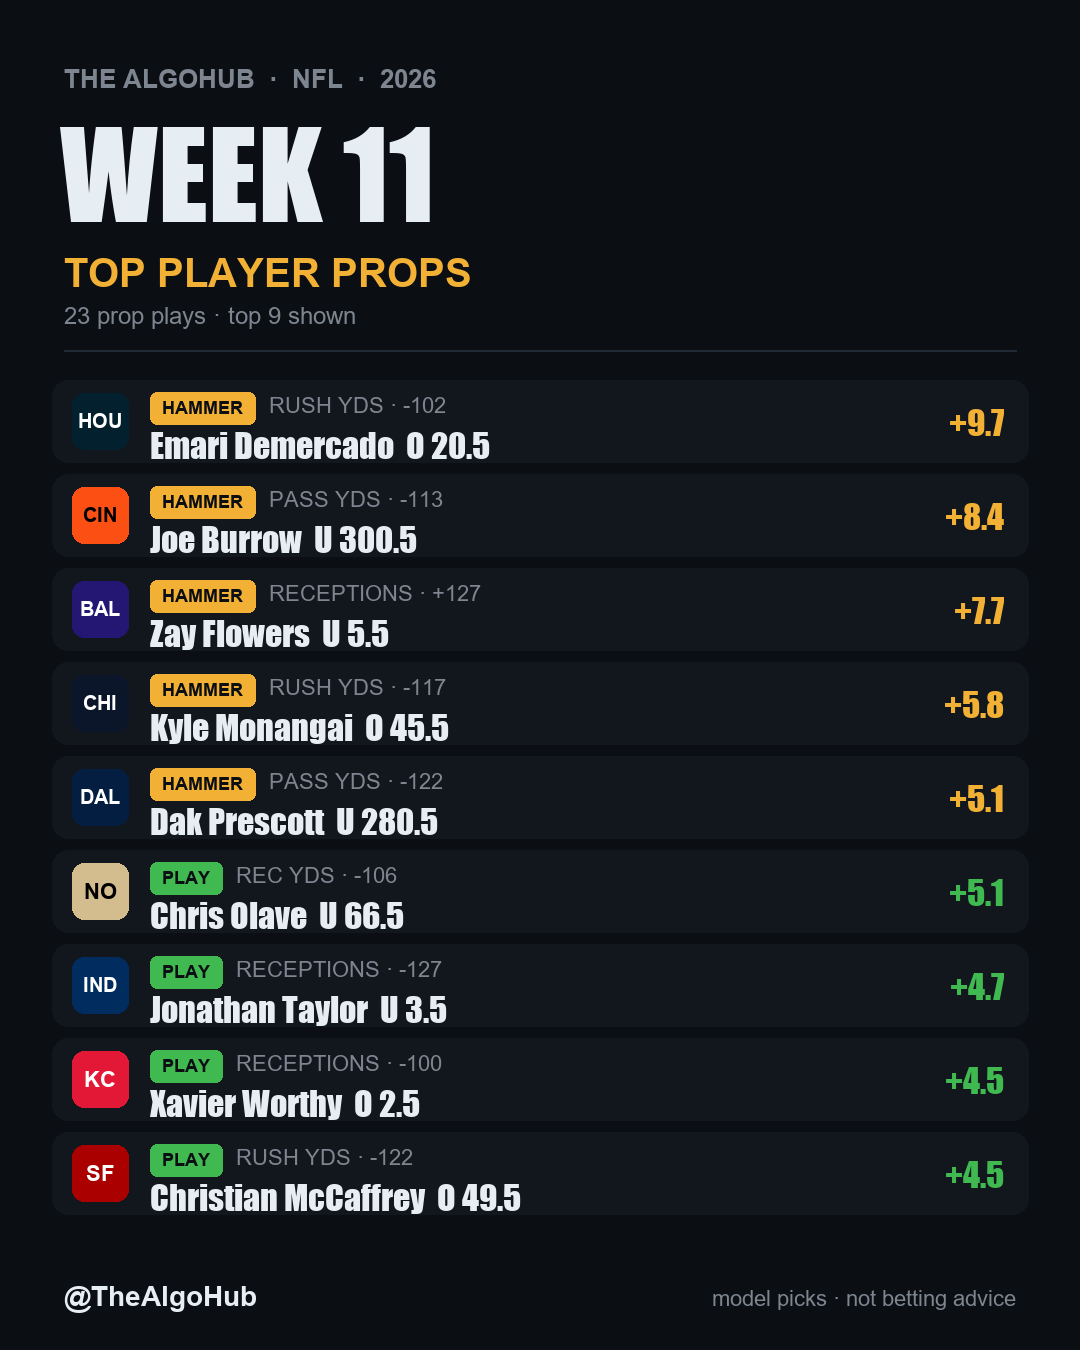 THE ALGOHUB · NFL · 2026
WEEK 11
TOP PLAYER PROPS
23 prop plays · top 9 shown
HOU HAMMER RUSH YDS · -102
Emari Demercado O 20.5 +9.7
CIN HAMMER PASS YDS · -113
Joe Burrow U 300.5 +8.4
BAL HAMMER RECEPTIONS · +127
Zay Flowers U 5.5 +7.7
CHI HAMMER RUSH YDS · -117
Kyle Monangai O 45.5 +5.8
DAL HAMMER PASS YDS · -122
Dak Prescott U 280.5 +5.1
NO PLAY REC YDS · -106
Chris Olave U 66.5 +5.1
IND PLAY RECEPTIONS · -127
Jonathan Taylor U 3.5 +4.7
KC PLAY RECEPTIONS · -100
Xavier Worthy O 2.5 +4.5
SF PLAY RUSH YDS · -122
Christian McCaffrey O 49.5 +4.5
@TheAlgoHub
model picks · not betting advice